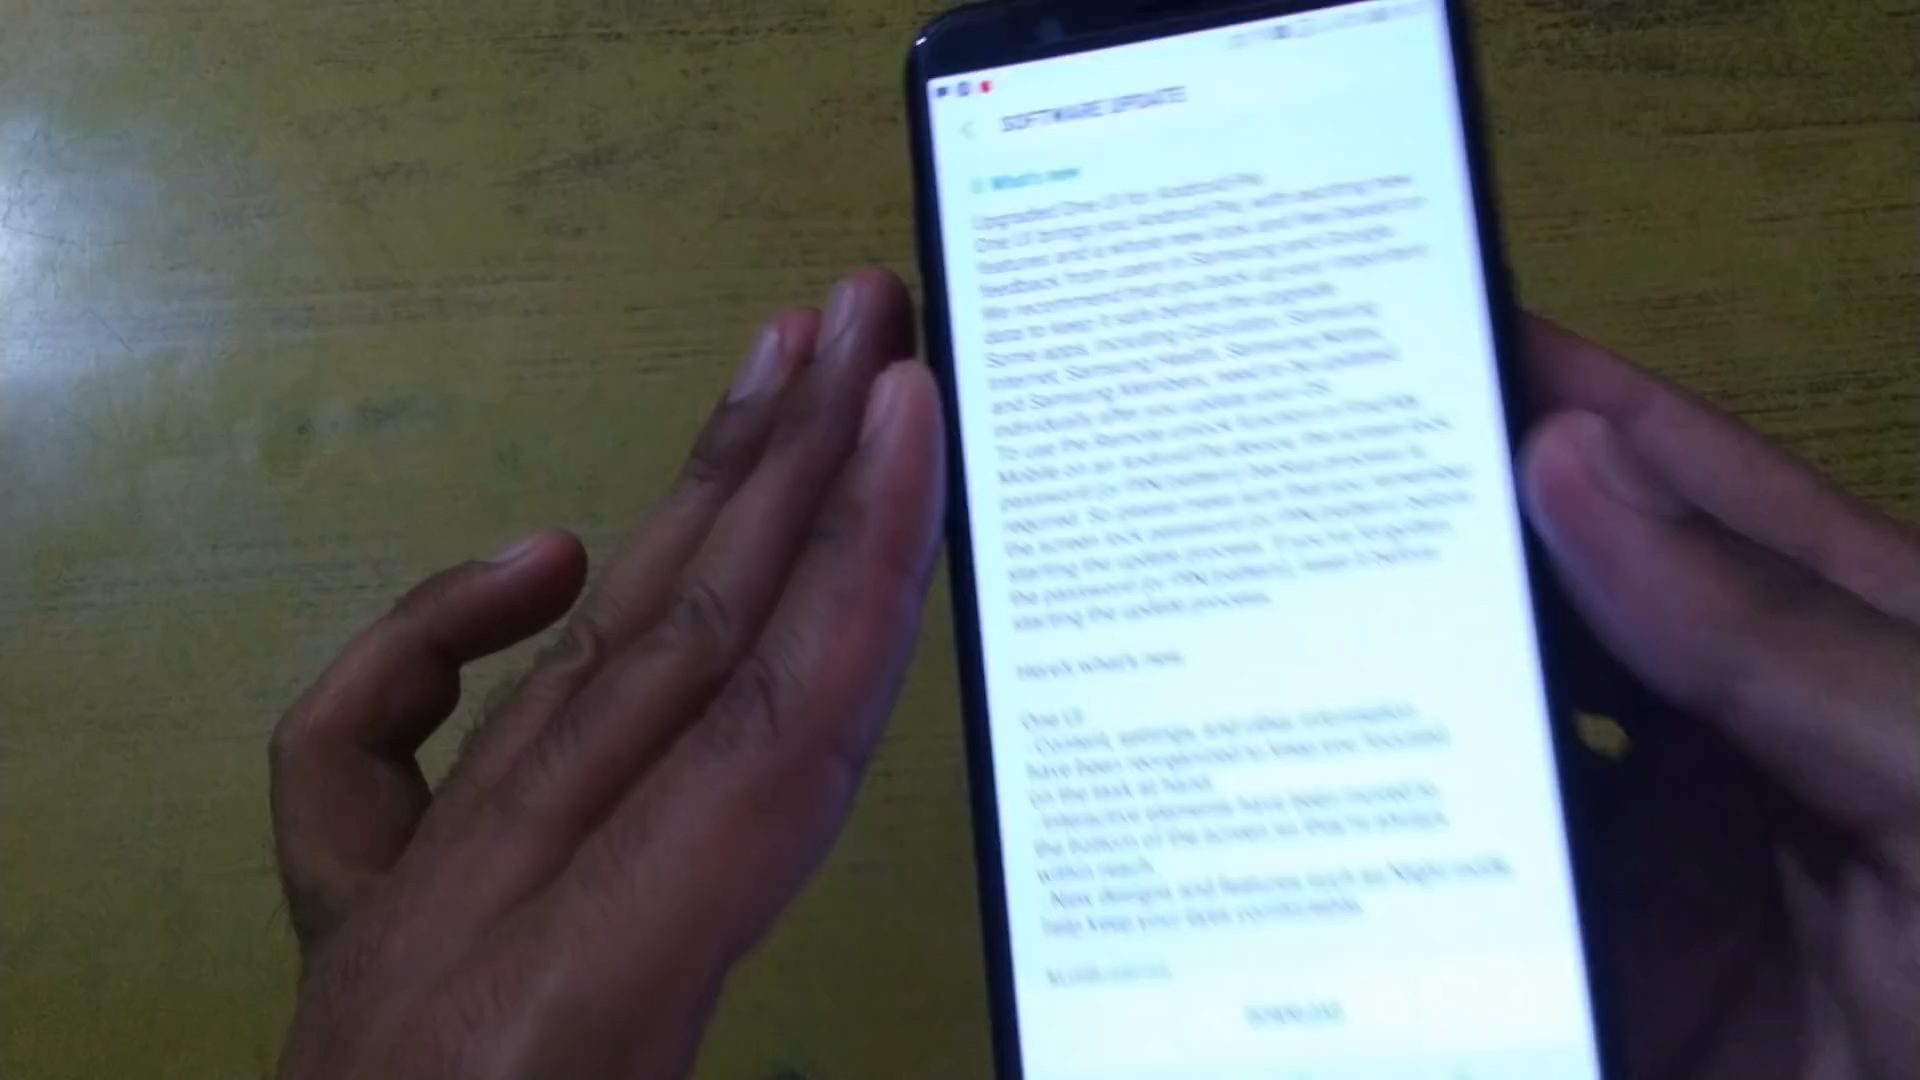 SOFTWARE UPDATE
What's new
Upgraded One UI for Android Pie
One UI brings you Android Pie, with exciting new
features and a whole new look and feel based on
feedback from users in Samsung and Google.
We recommend that you back up your important
data to keep it safe before the upgrade.
Some apps, including Calculator, Samsung
Internet, Samsung Health, Samsung Notes,
and Samsung Members, need to be updated
individually after you update your OS.
To use the Remote unlock function in Find My
Mobile on an Android Pie device, the screen lock
password (or PIN, pattern) backup process is
required. So please make sure that you remember
the screen lock password (or PIN, pattern) before
starting the update process. If you've forgotten
the password (or PIN, pattern), reset it before
starting the update process.
Here's what's new:
One UI
. Content, settings, and other information
have been reorganized to keep you focused
on the task at hand.
. Interactive elements have been moved to
the bottom of the screen so they're always
within reach.
. New designs and features such as Night mode
help keep your eyes comfortable.
Notifications
DOWNLOAD